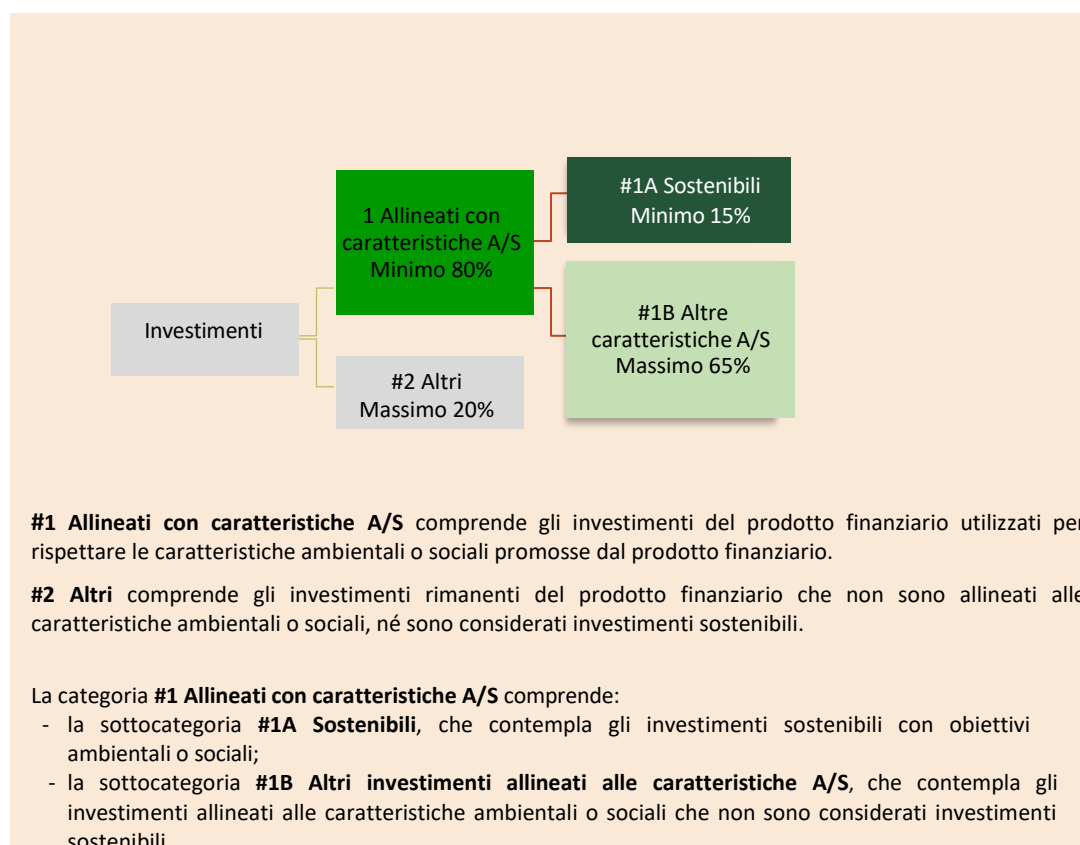 #1A Sostenibili
Minimo 15%
1 Allineati con
caratteristiche A/S
Minimo 80%
#1B Altre
caratteristiche A/S
Massimo 65%
Investimenti
#2 Altri
Massimo 20%
#1 Allineati con caratteristiche A/S comprende gli investimenti del prodotto finanziario utilizzati per
rispettare le caratteristiche ambientali o sociali promosse dal prodotto finanziario.
#2 Altri comprende gli investimenti rimanenti del prodotto finanziario che non sono allineati alle
caratteristiche ambientali o sociali, né sono considerati investimenti sostenibili.
La categoria #1 Allineati con caratteristiche A/S comprende:
- la sottocategoria #1A Sostenibili, che contempla gli investimenti sostenibili con obiettivi
ambientali o sociali;
- la sottocategoria #1B Altri investimenti allineati alle caratteristiche A/S, che contempla gli
investimenti allineati alle caratteristiche ambientali o sociali che non sono considerati investimenti
sostenibili